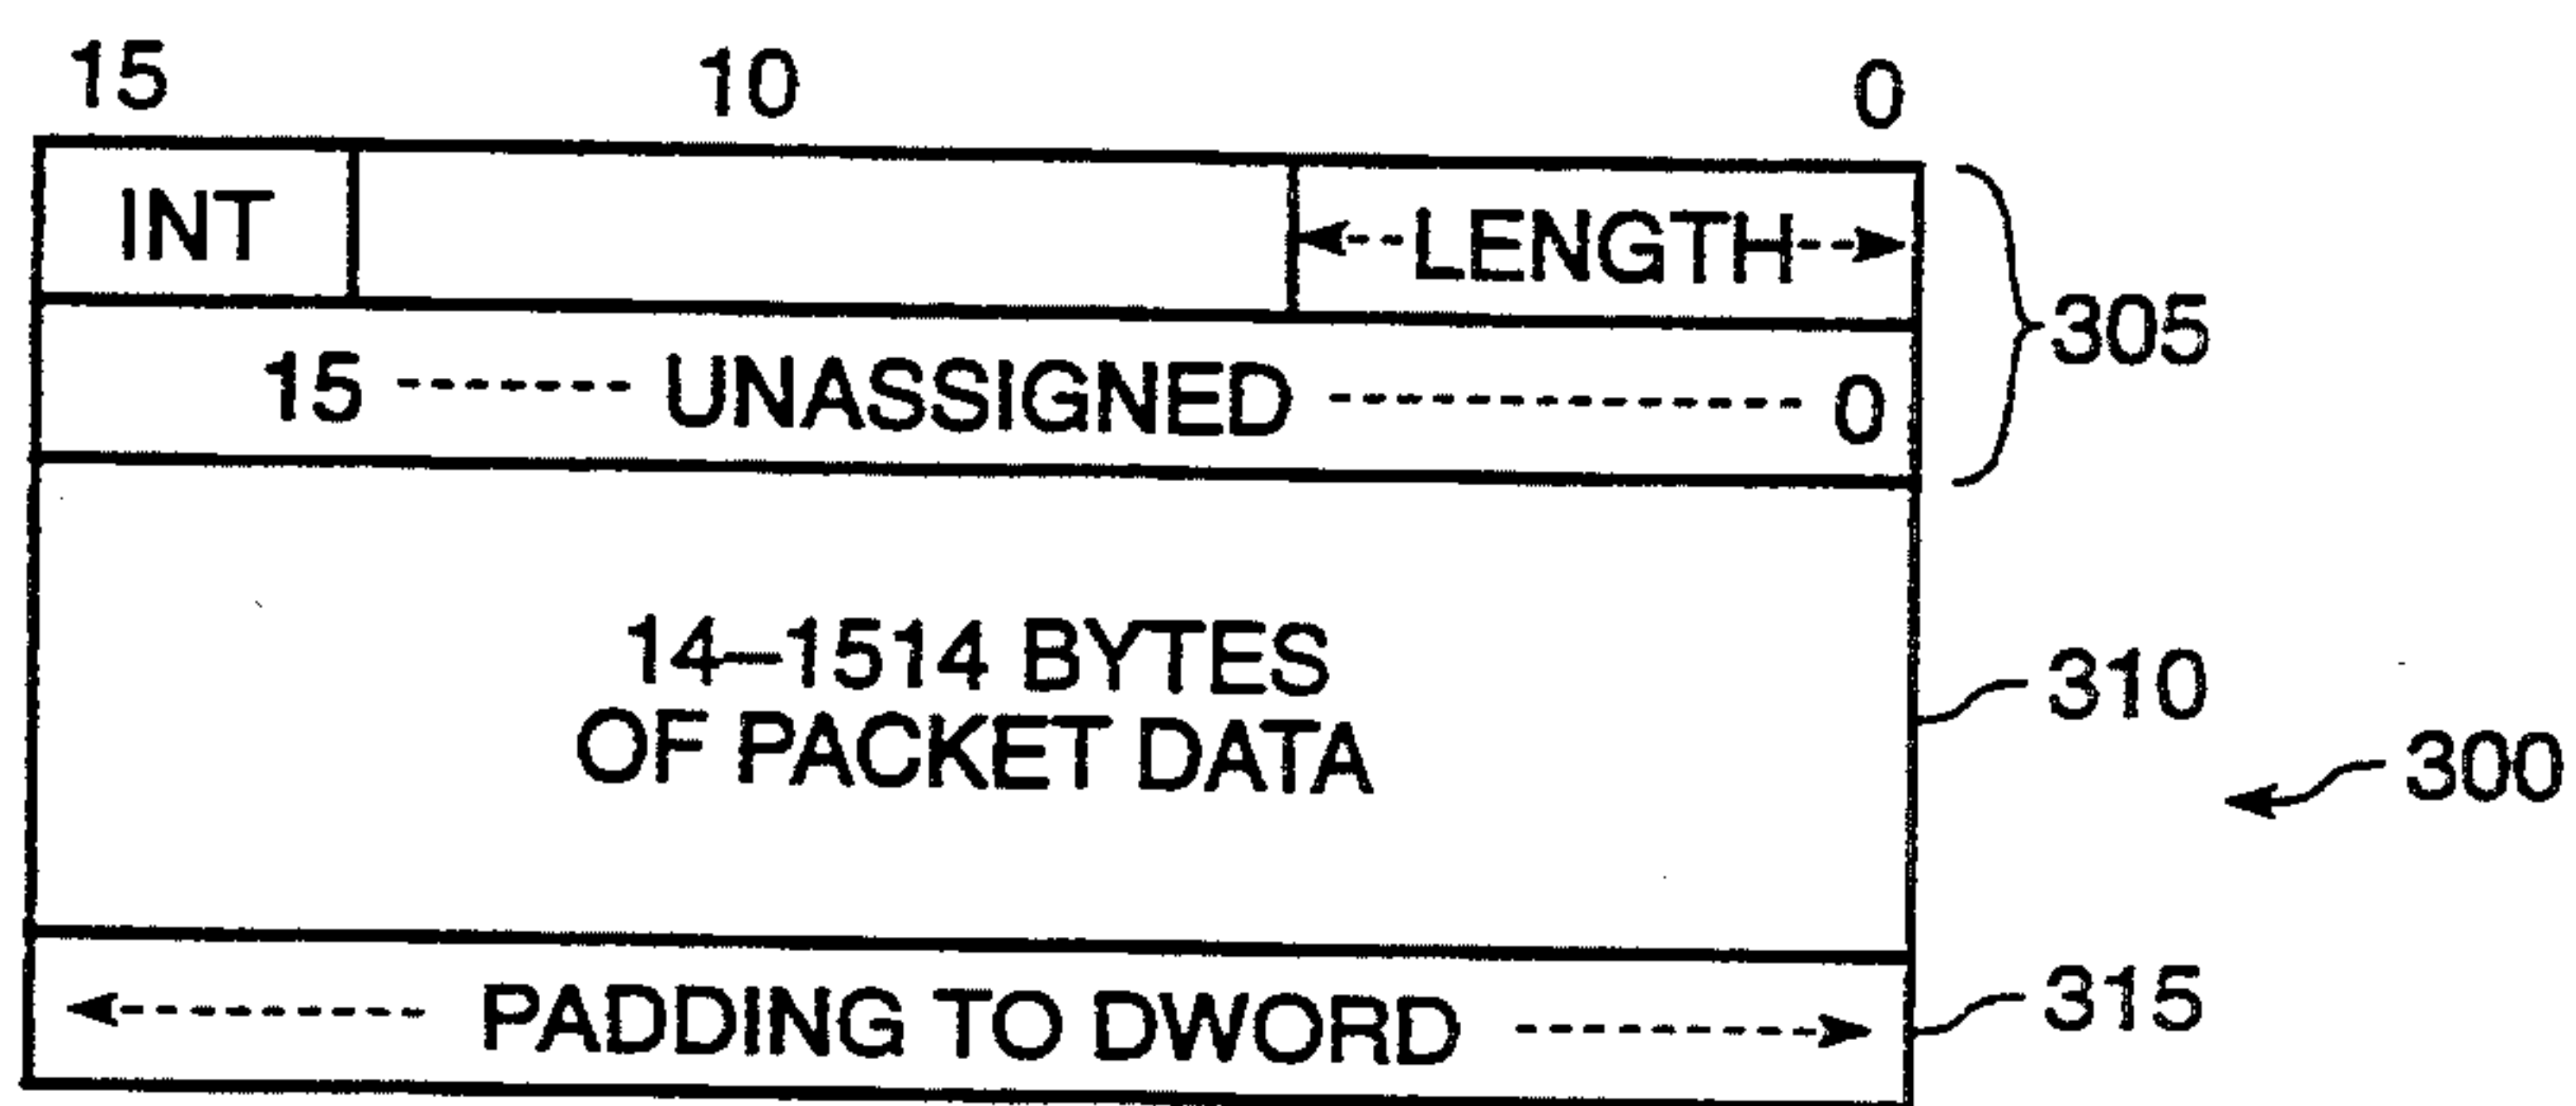 15 10 0
INT LENGTH
305
15 UNASSIGNED 0
14–1514 BYTES
OF PACKET DATA
310
300
PADDING TO DWORD
315